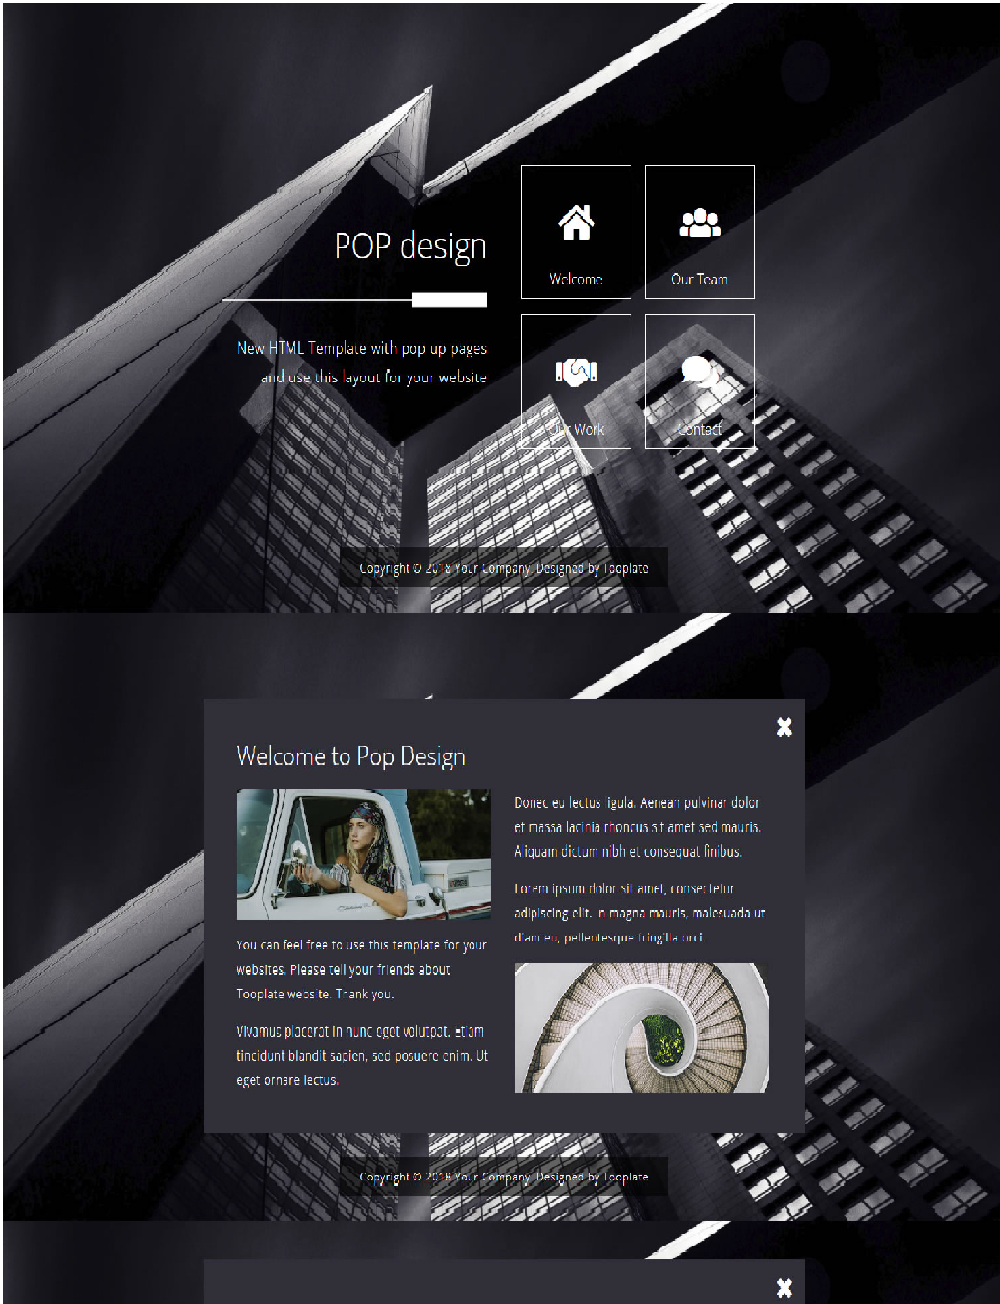 POP design
New HTML Template with pop up pages
and use this layout for your website
Welcome
Our Team
Our Work
Contact
Copyright © 2018 Your Company. Designed by Tooplate
Welcome to Pop Design
You can feel free to use this template for your
websites. Please tell your friends about
Tooplate website. Thank you.
Vivamus placerat in nunc eget volutpat. Etiam
tincidunt blandit sapien, sed posuere enim. Ut
eget ornare lectus.
Donec eu lectus ligula. Aenean pulvinar dolor
et massa lacinia rhoncus sit amet sed mauris.
Aliquam dictum nibh et consequat finibus.
Lorem ipsum dolor sit amet, consectetur
adipiscing elit. In magna mauris, malesuada ut
diam eu, pellentesque fringilla orci.
Copyright © 2018 Your Company. Designed by Tooplate